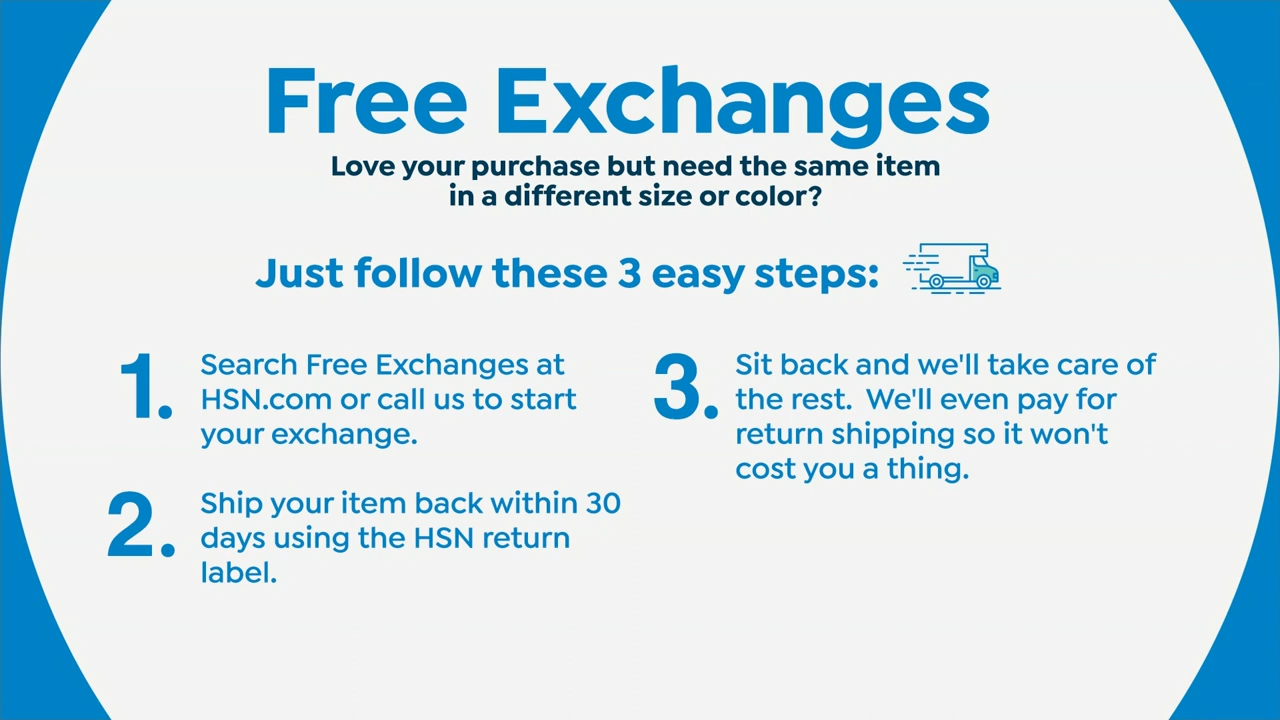 Free Exchanges
Love your purchase but need the same item
in a different size or color?
Just follow these 3 easy steps:
1. Search Free Exchanges at
HSN.com or call us to start
your exchange.
2. Ship your item back within 30
days using the HSN return
label.
3. Sit back and we'll take care of
the rest.  We'll even pay for
return shipping so it won't
cost you a thing.